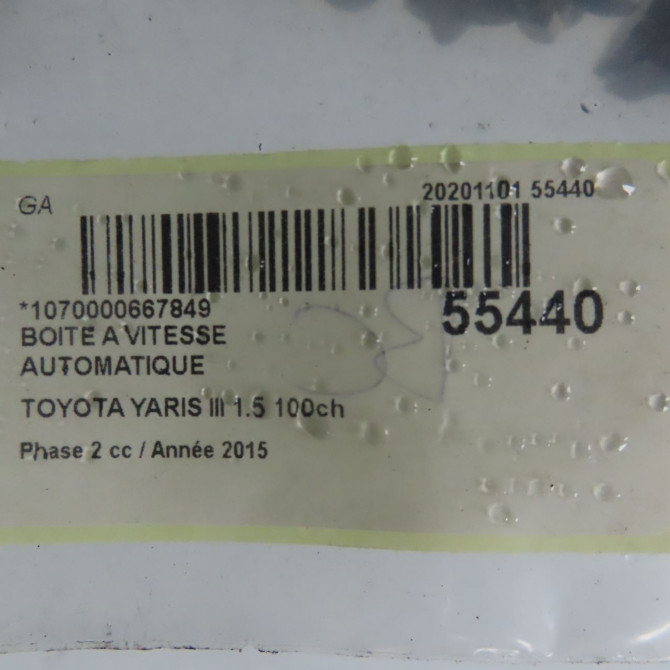 GA
20201101 55440
*1070000667849
55440
BOITE A VITESSE
AUTOMATIQUE
TOYOTA YARIS III 1.5 100ch
Phase 2 cc / Année 2015